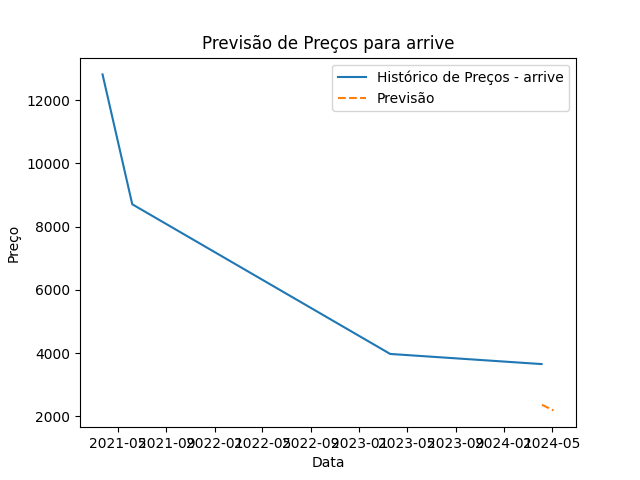 Previsão de Preços para arrive
Histórico de Preços - arrive
Previsão
Preço
12000
10000
8000
6000
4000
2000
2021-05 2021-09 2022-01 2022-05 2022-09 2023-01 2023-05 2023-09 2024-01 2024-05
Data